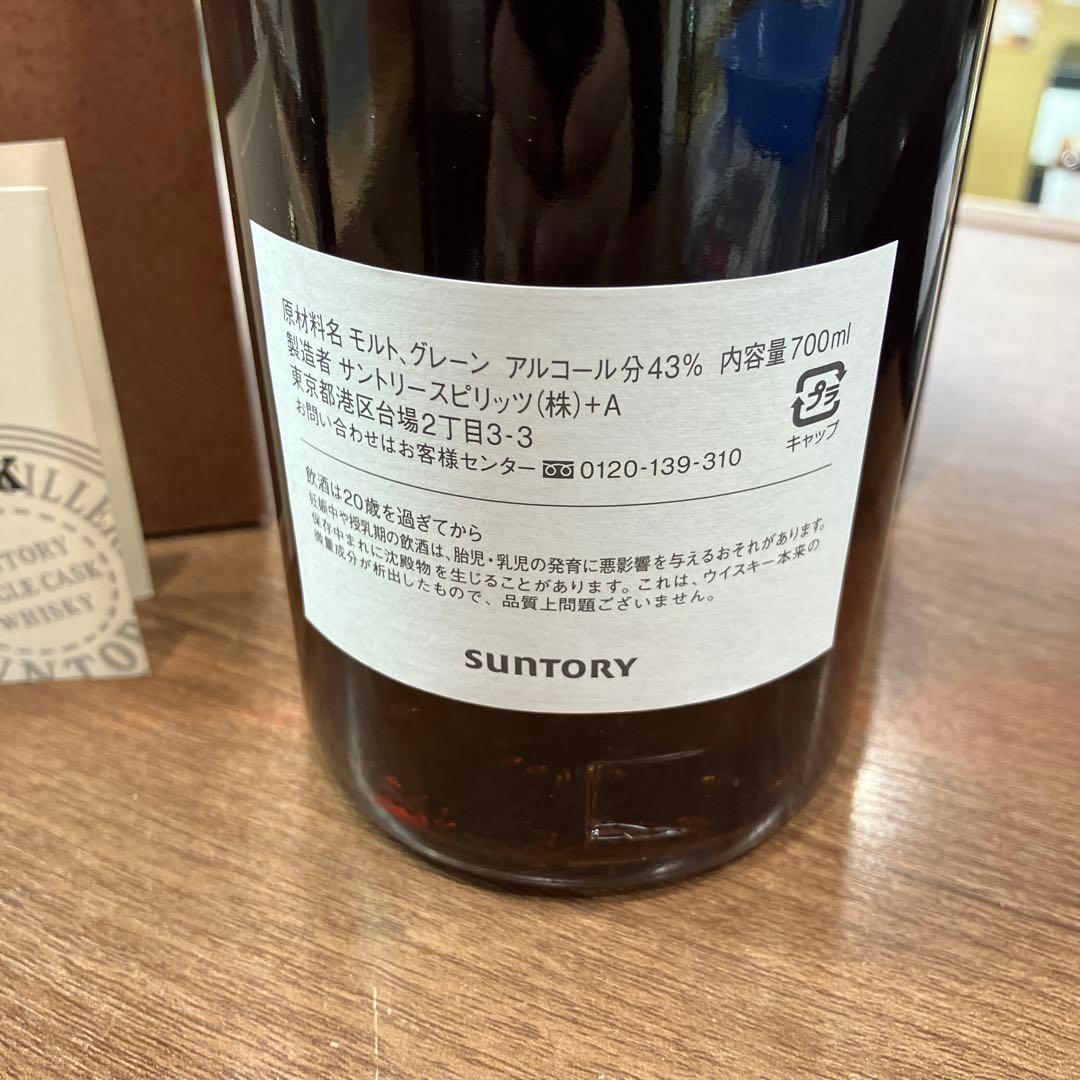 原材料名 モルト、グレーン アルコール分43% 内容量700ml
製造者 サントリースピリッツ(株)+A
東京都港区台場2丁目3-3
お問い合わせはお客様センター 0120-139-310
プラ
キャップ
飲酒は20歳を過ぎてから
妊娠中や授乳期の飲酒は、胎児・乳児の発育に悪影響を与えるおそれがあります。
保存中まれに沈殿物を生じることがあります。これは、ウイスキー本来の
微量成分が析出したもので、品質上問題ございません。
SUNTORY
WHISKY